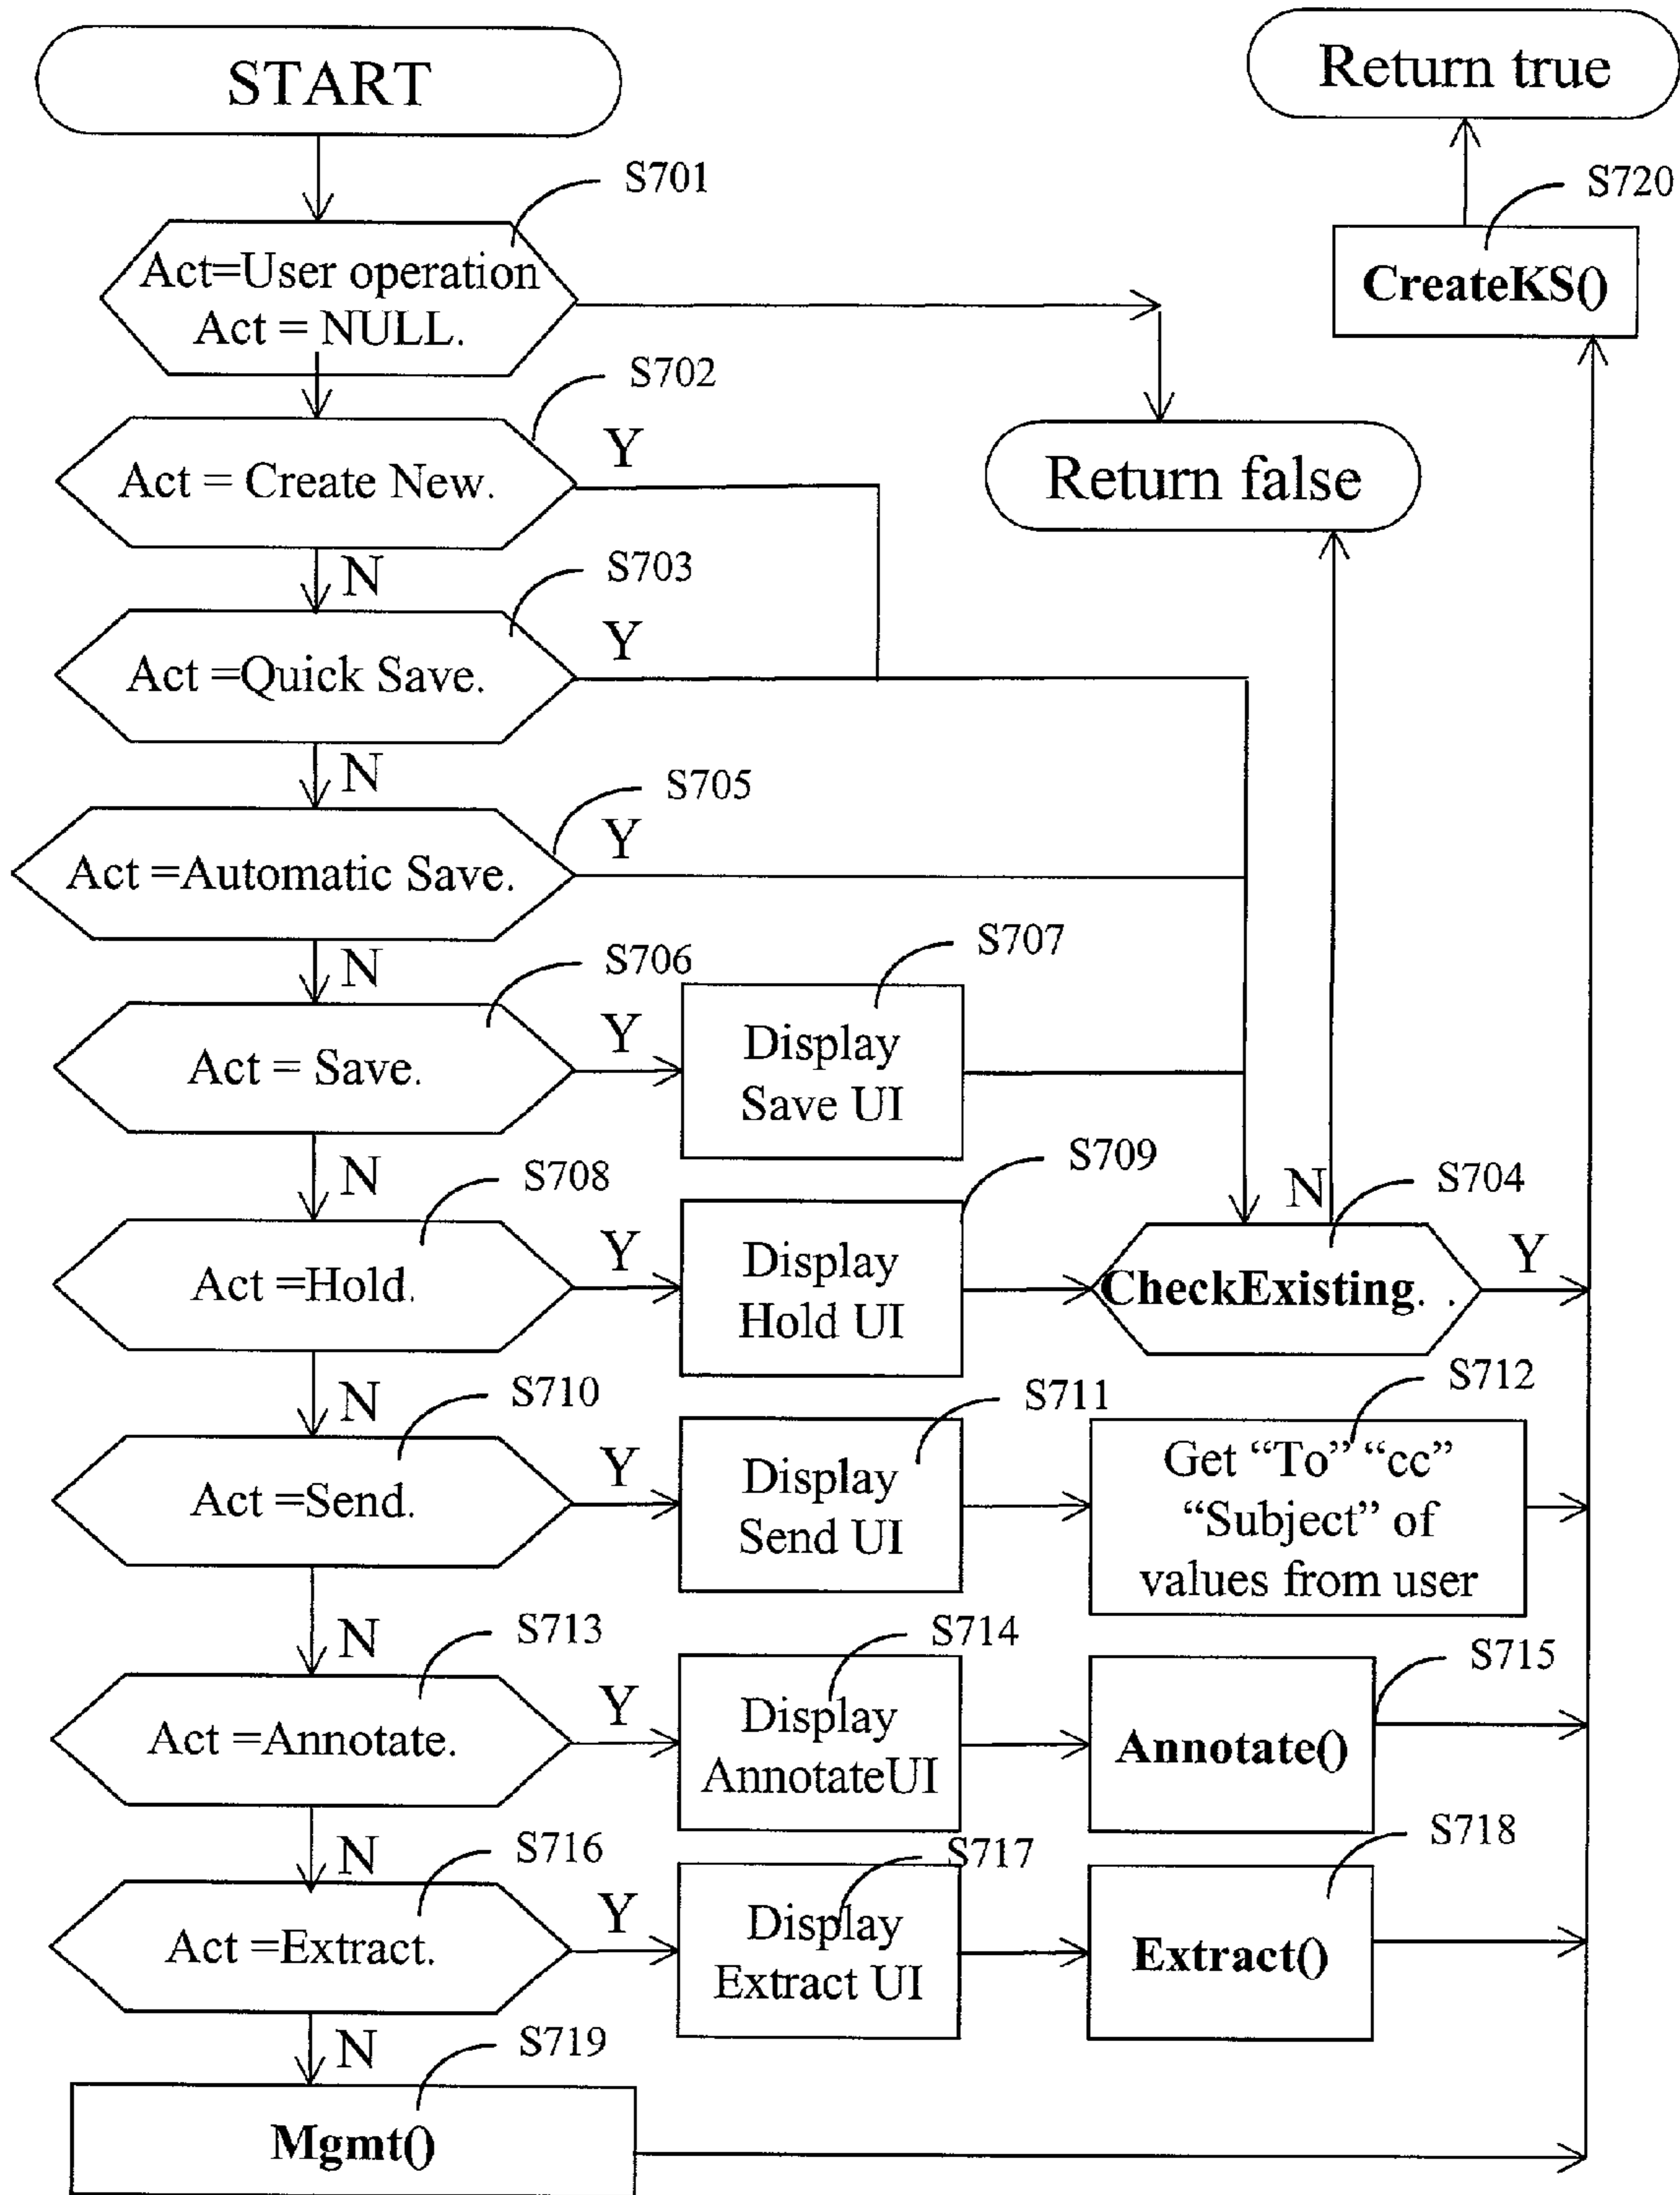 START
Return true
S701
S720
Act=User operation
Act = NULL.
CreateKS()
S702
Act = Create New.
Y
Return false
N
S703
Act =Quick Save.
Y
N
S705
Act =Automatic Save.
Y
N
S706
S707
Act = Save.
Y
Display
Save UI
N
S708
S709
N
S704
Act =Hold.
Y
Display
Hold UI
CheckExisting. .
Y
N
S710
S711
S712
Act =Send.
Y
Display
Send UI
Get “To” “cc”
“Subject” of
values from user
N
S713
S714
S715
Act =Annotate.
Y
Display
AnnotateUI
Annotate()
N
S716
S717
S718
Act =Extract.
Y
Display
Extract UI
Extract()
N
S719
Mgmt()